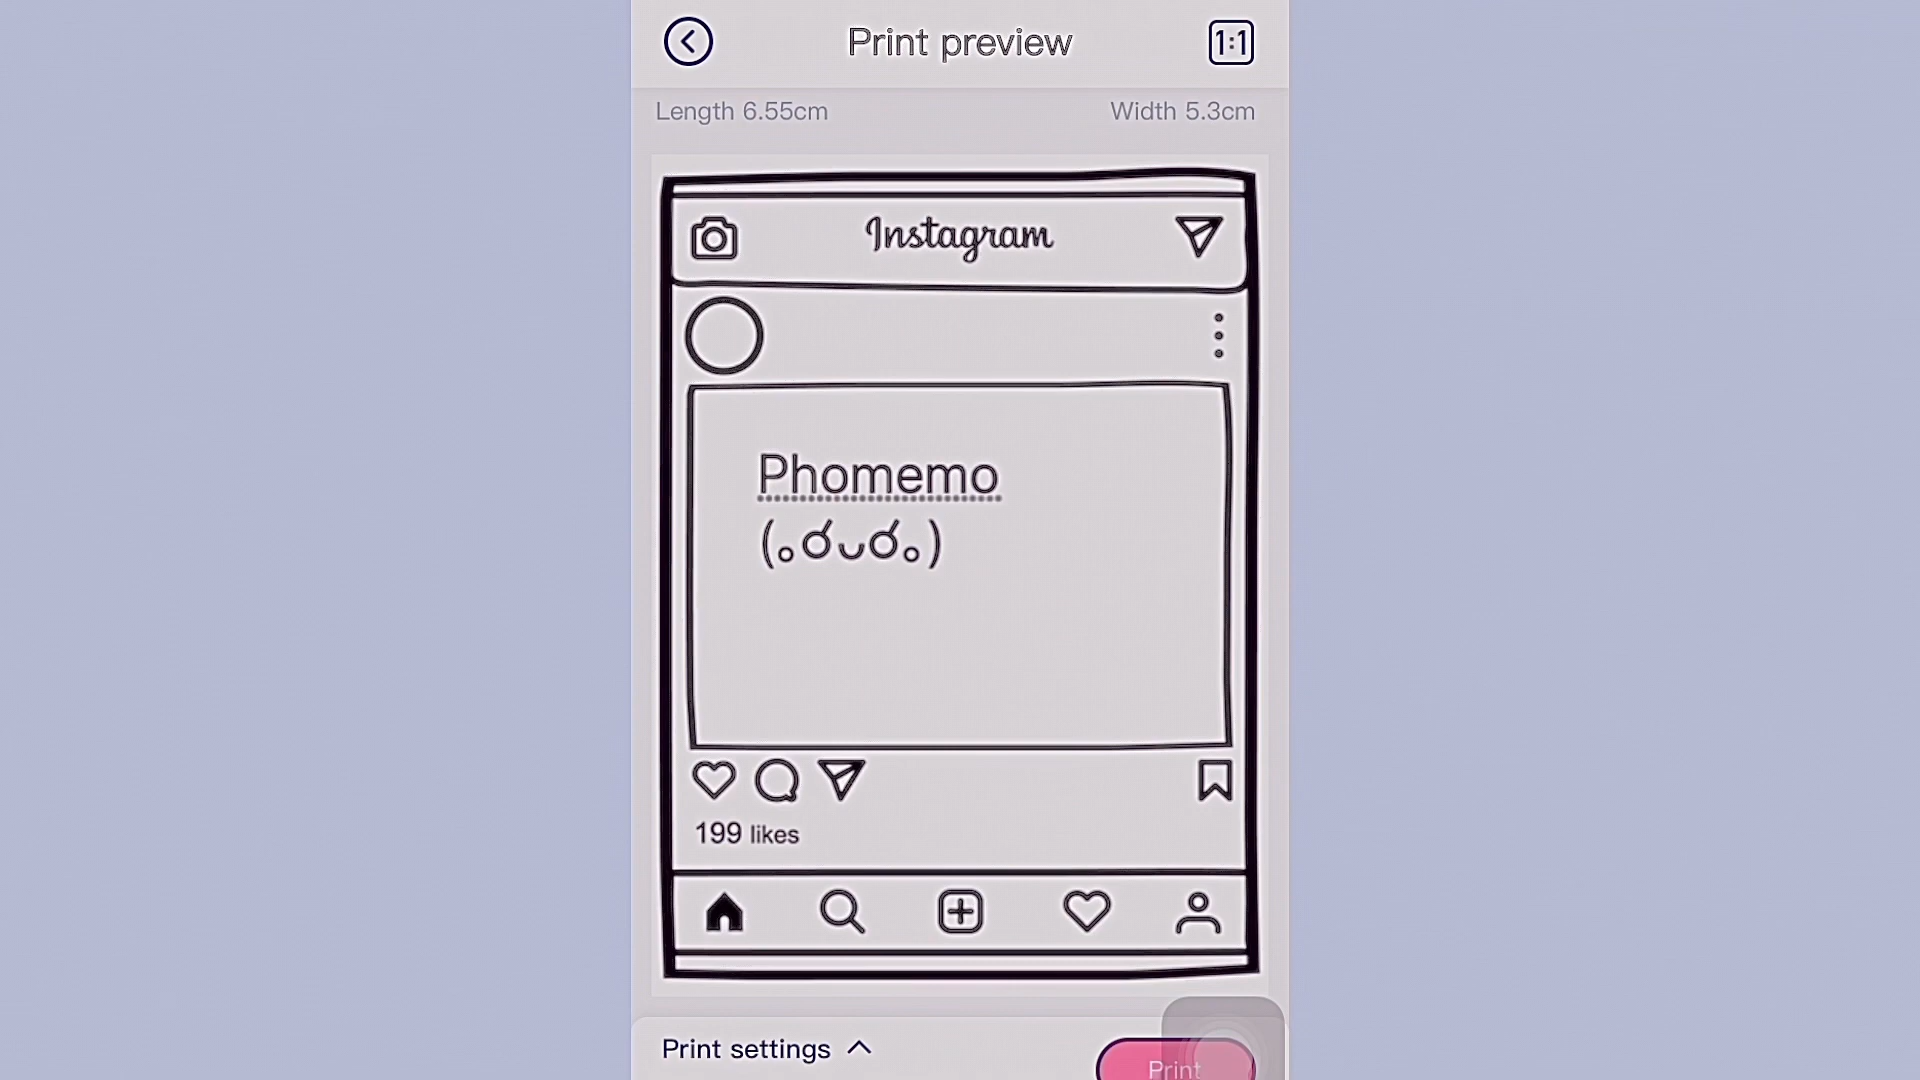 Print preview
1:1
Length 6.55cm
Width 5.3cm
Instagram
Phomemo
(｡☌ᴗ☌｡)
199 likes
Print settings
Print